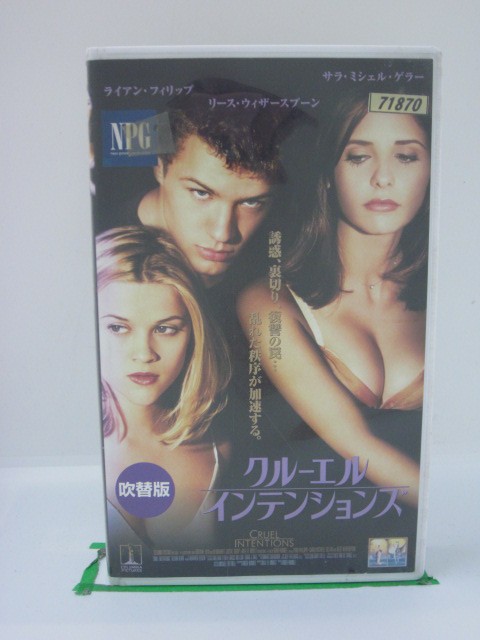 ライアン・フィリップ
リース・ウィザースプーン
サラ・ミシェル・ゲラー
71870
NPG
誘惑、裏切り、復讐の罠…
乱れた秩序が加速する。
クルーエル
インテンションズ
吹替版
CRUEL
INTENTIONS